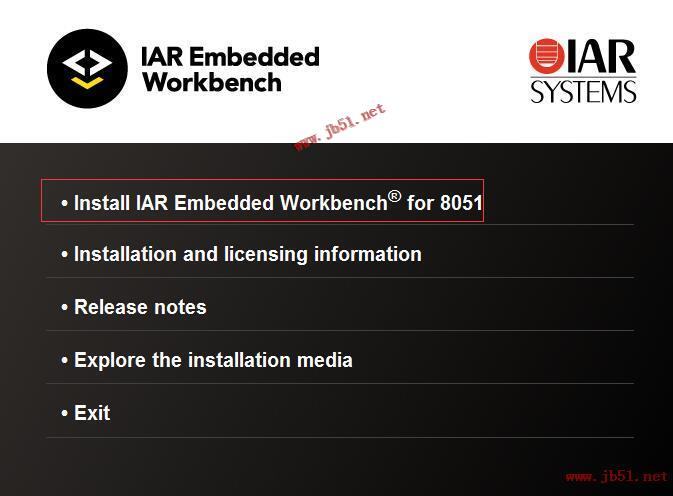 IAR Embedded
Workbench
IAR
SYSTEMS
www.jb51.net
• Install IAR Embedded Workbench® for 8051
• Installation and licensing information
• Release notes
• Explore the installation media
• Exit
www.jb51.net